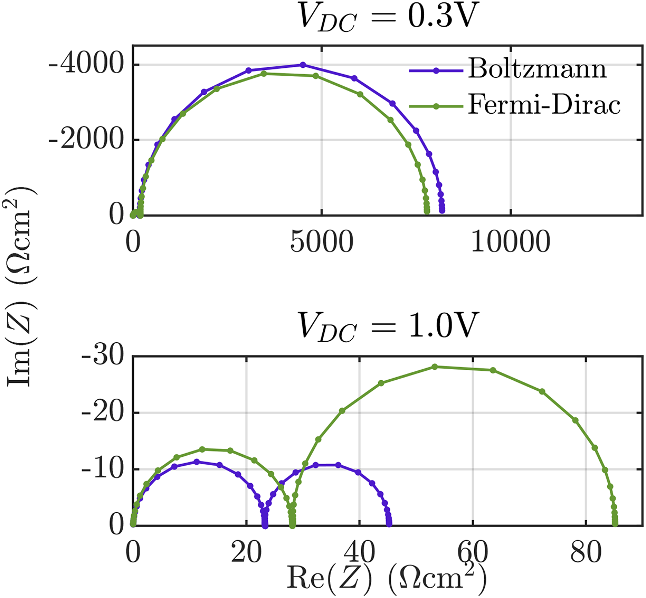 V_DC = 0.3V
-4000
-2000
0
Boltzmann
Fermi-Dirac
0 5000 10000
Im(Z) (Ωcm²)
V_DC = 1.0V
-30
-20
-10
0
0 20 40 60 80
Re(Z) (Ωcm²)